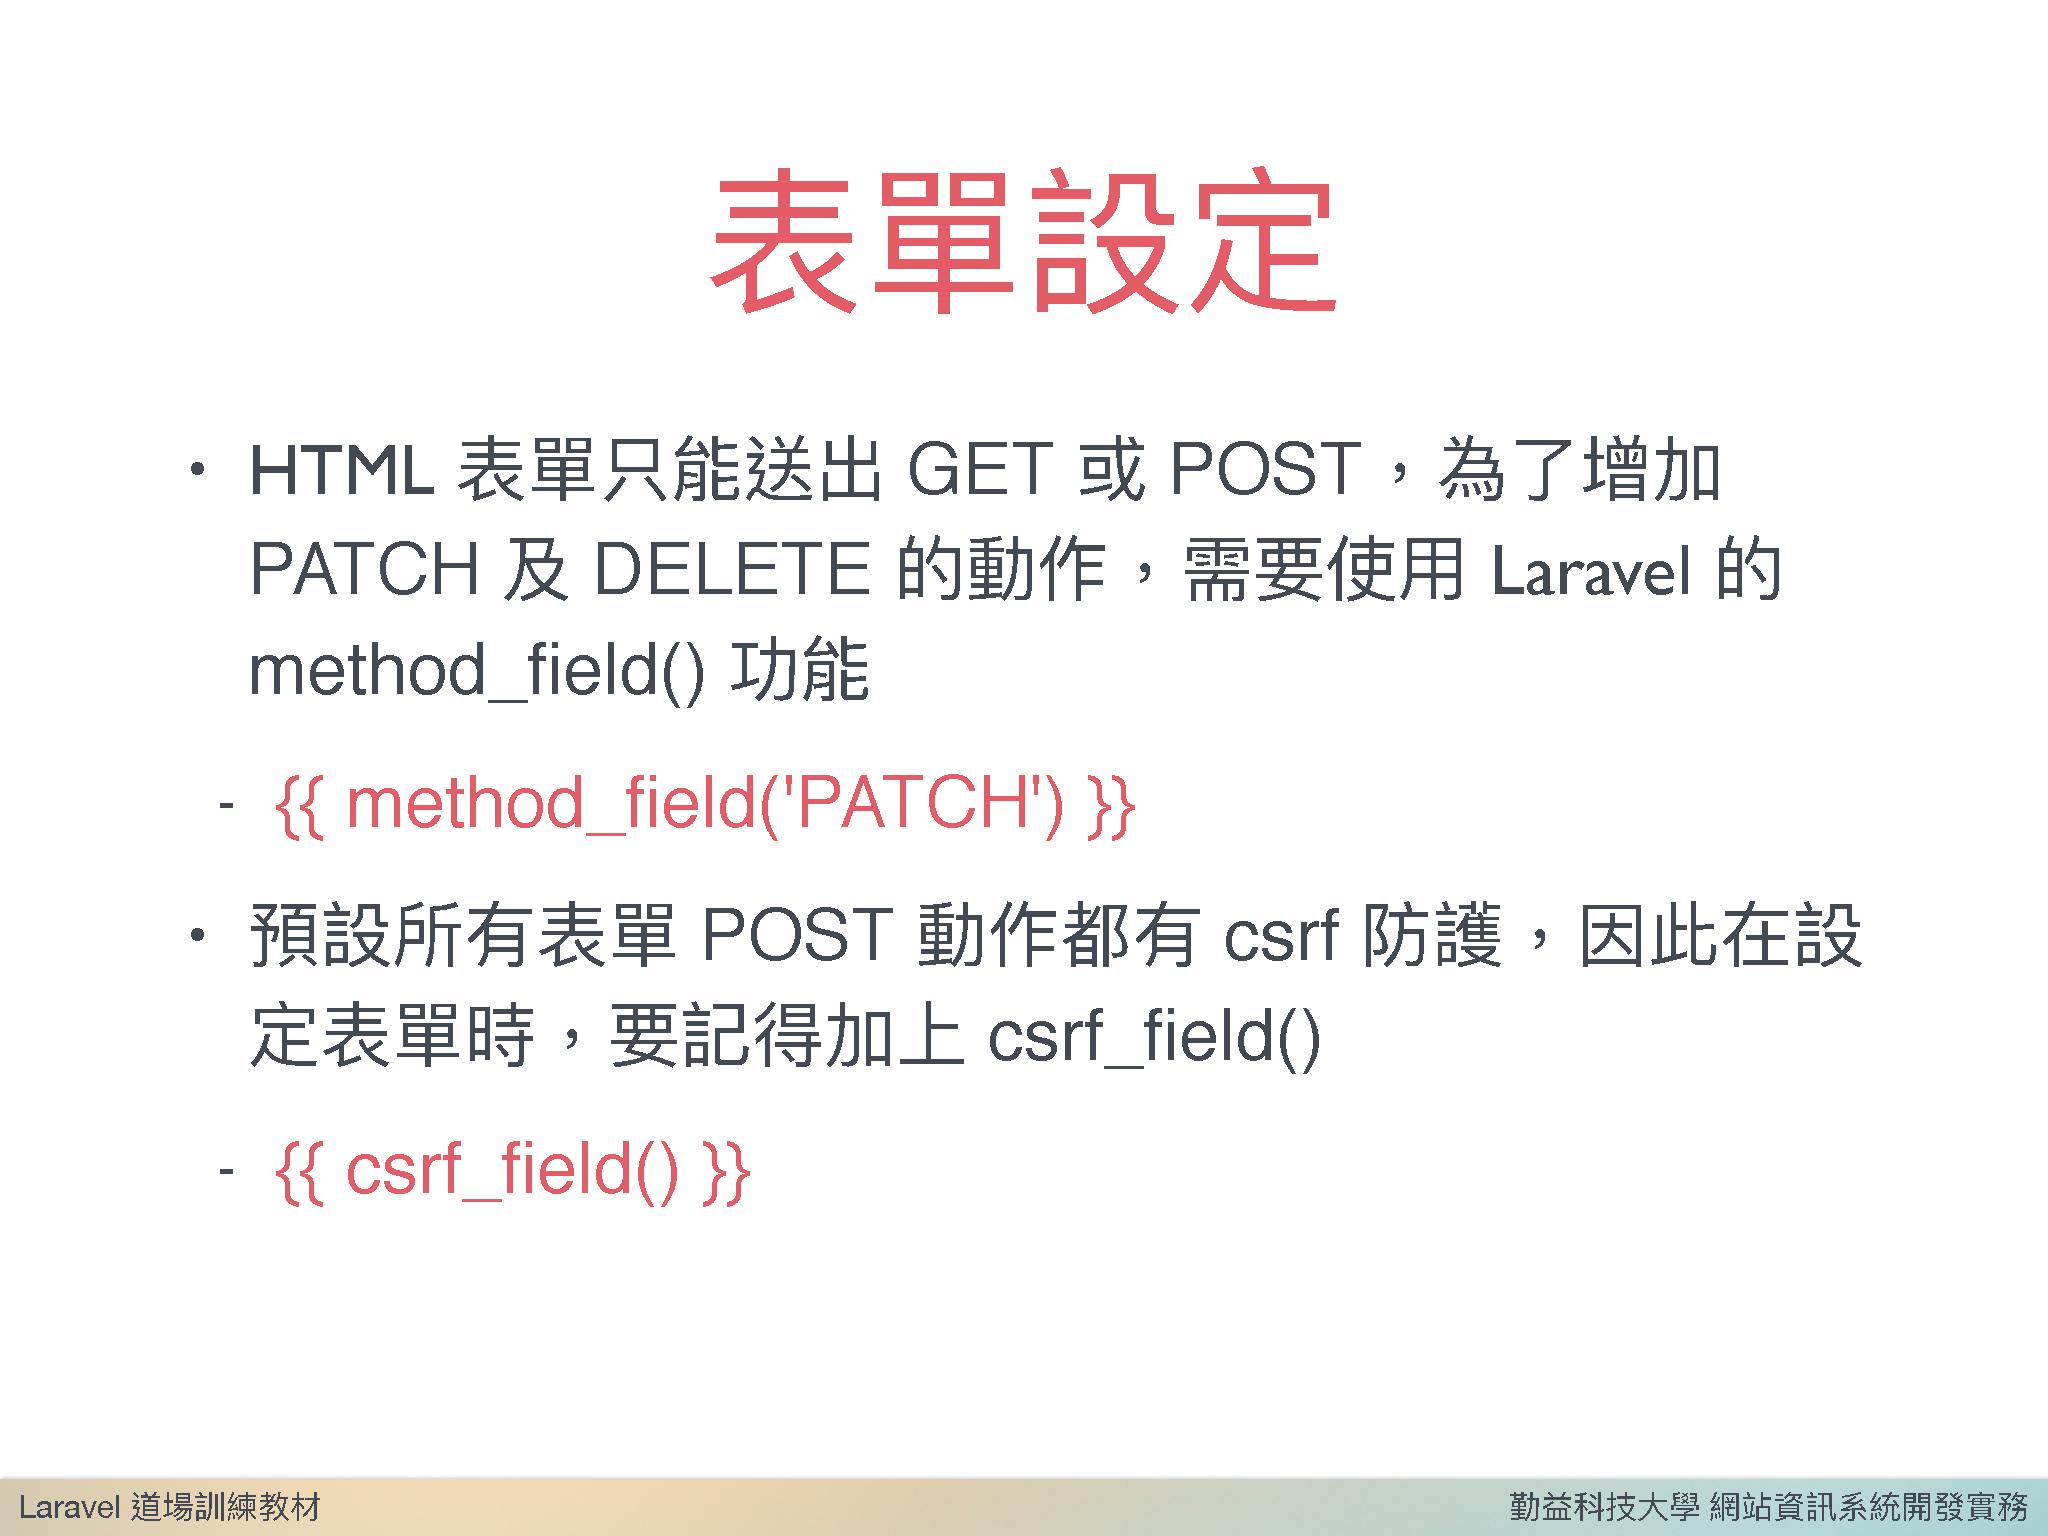 表單設定
• HTML 表單只能送出 GET 或 POST，為了增加
PATCH 及 DELETE 的動作，需要使用 Laravel 的
method_field() 功能
- {{ method_field('PATCH') }}
• 預設所有表單 POST 動作都有 csrf 防護，因此在設
定表單時，要記得加上 csrf_field()
- {{ csrf_field() }}
Laravel 道場訓練教材
勤益科技大學 網站資訊系統開發實務